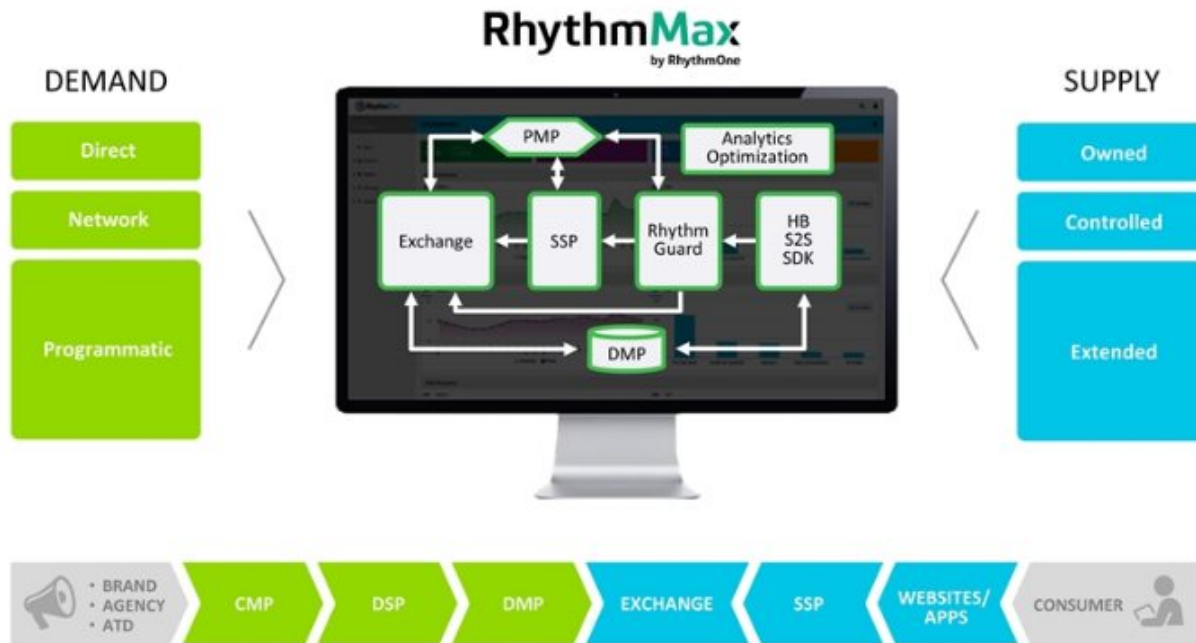 RhythmMax
by RhythmOne
DEMAND
SUPPLY
Direct
Network
Programmatic
RhythmOne
PMP
Analytics
Optimization
Exchange
SSP
Rhythm
Guard
HB
S2S
SDK
DMP
Owned
Controlled
Extended
• BRAND
• AGENCY
• ATD
CMP
DSP
DMP
EXCHANGE
SSP
WEBSITES/
APPS
CONSUMER